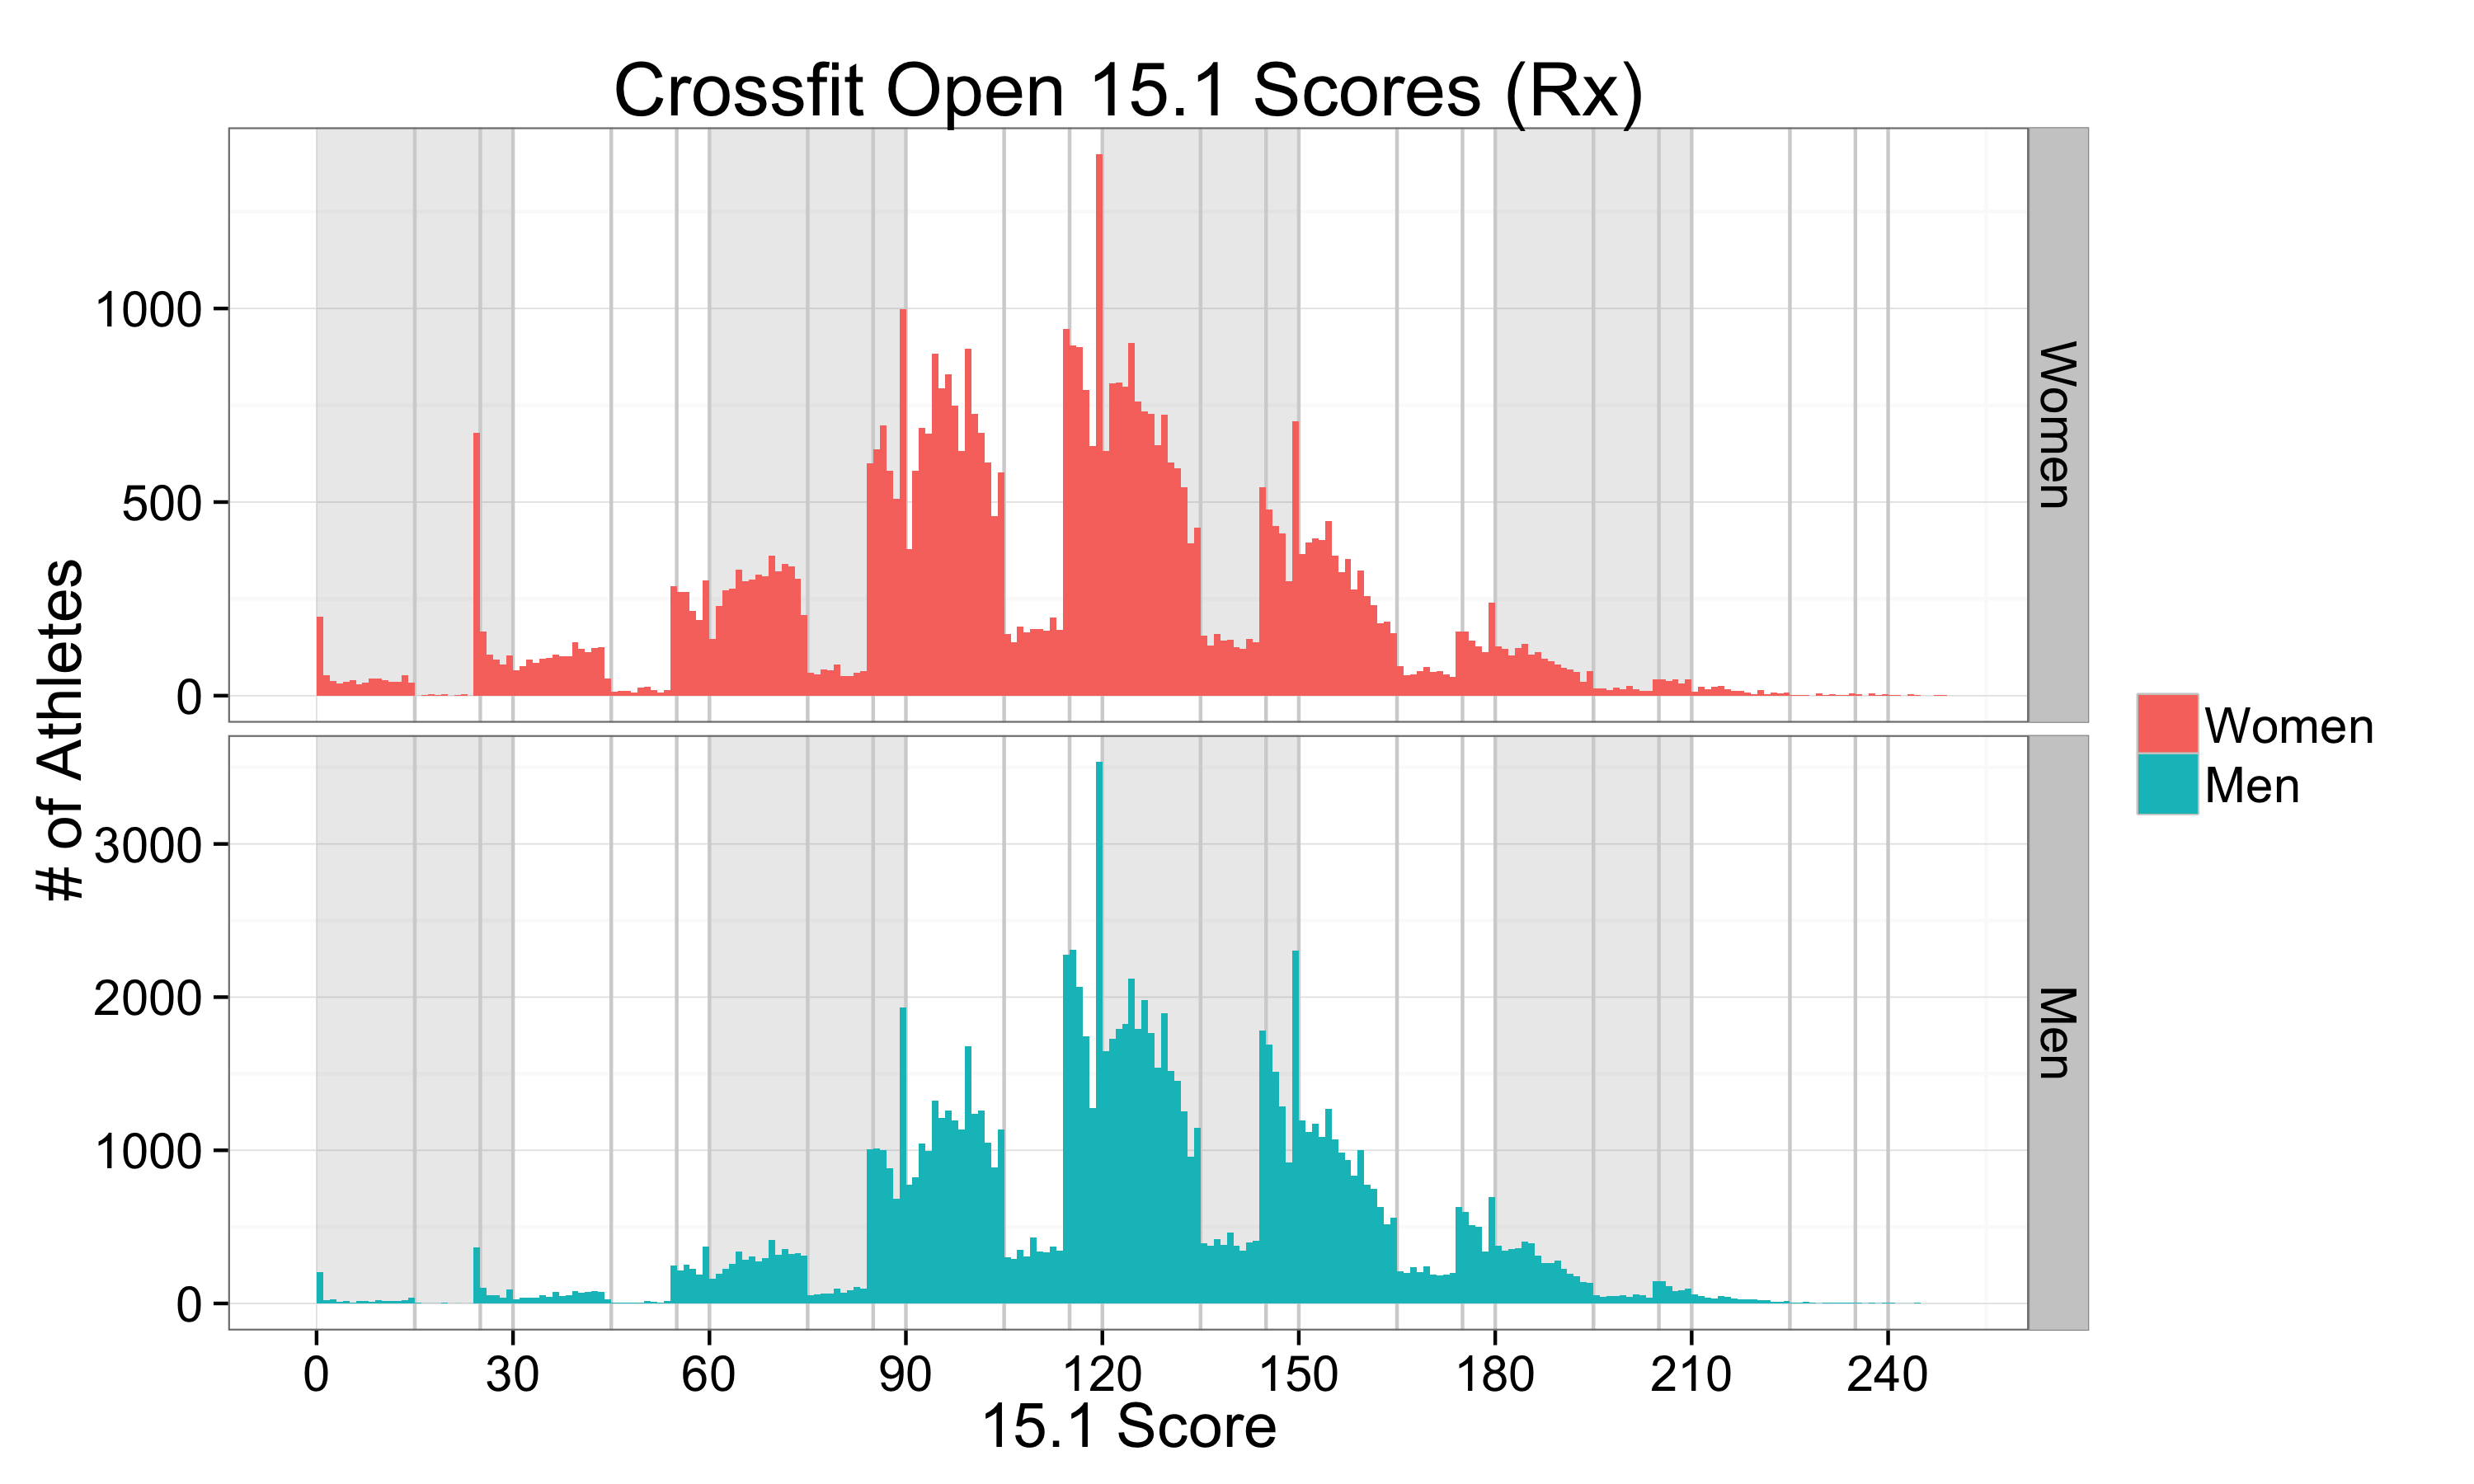 Crossfit Open 15.1 Scores (Rx)
# of Athletes
1000
500
0
Women
3000
2000
1000
0
Men
Women
Men
0 30 60 90 120 150 180 210 240
15.1 Score